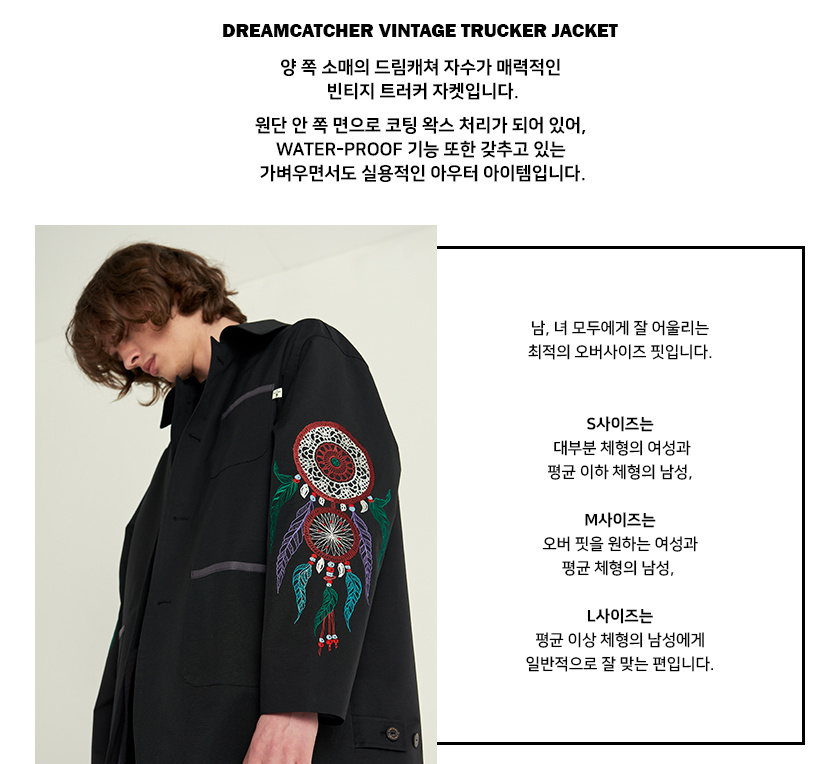 DREAMCATCHER VINTAGE TRUCKER JACKET
양 쪽 소매의 드림캐쳐 자수가 매력적인
빈티지 트러커 자켓입니다.
원단 안 쪽 면으로 코팅 왁스 처리가 되어 있어,
WATER-PROOF 기능 또한 갖추고 있는
가벼우면서도 실용적인 아우터 아이템입니다.
남, 녀 모두에게 잘 어울리는
최적의 오버사이즈 핏입니다.
S사이즈는
대부분 체형의 여성과
평균 이하 체형의 남성,
M사이즈는
오버 핏을 원하는 여성과
평균 체형의 남성,
L사이즈는
평균 이상 체형의 남성에게
일반적으로 잘 맞는 편입니다.